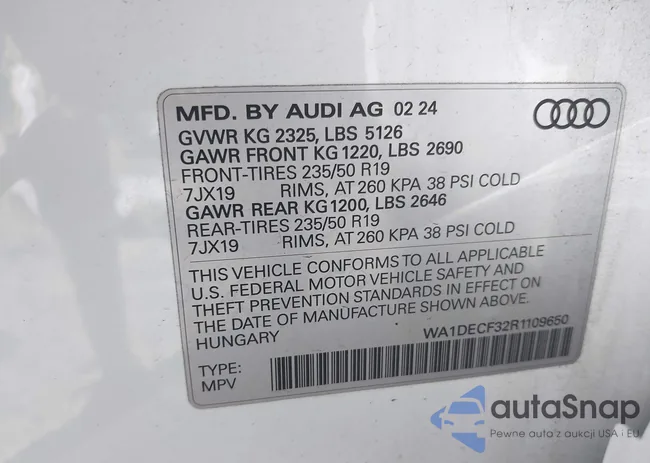 MFD. BY AUDI AG 02 24
GVWR KG 2325, LBS 5126
GAWR FRONT KG 1220, LBS 2690
FRONT-TIRES 235/50 R19
7JX19 RIMS, AT 260 KPA 38 PSI COLD
GAWR REAR KG 1200, LBS 2646
REAR-TIRES 235/50 R19
7JX19 RIMS, AT 260 KPA 38 PSI COLD
THIS VEHICLE CONFORMS TO ALL APPLICABLE
U.S. FEDERAL MOTOR VEHICLE SAFETY AND
THEFT PREVENTION STANDARDS IN EFFECT ON
THE DATE OF MANUFACTURE SHOWN ABOVE.
HUNGARY
WA1DECF32R1109650
TYPE:
MPV
autaSnap
Pewne auta z aukcji USA i EU